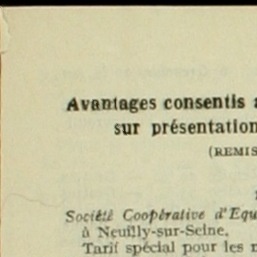 Avantages consentis a
sur présentation
(REMIS
Société Coopérative d'Equ
à Neuilly-sur-Seine.
Tarif spécial pour les